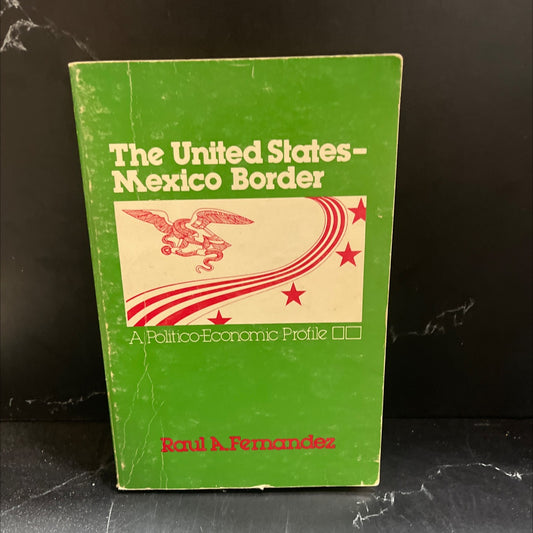 The United States–
Mexico Border
A Politico-Economic Profile
Raul A. Fernandez